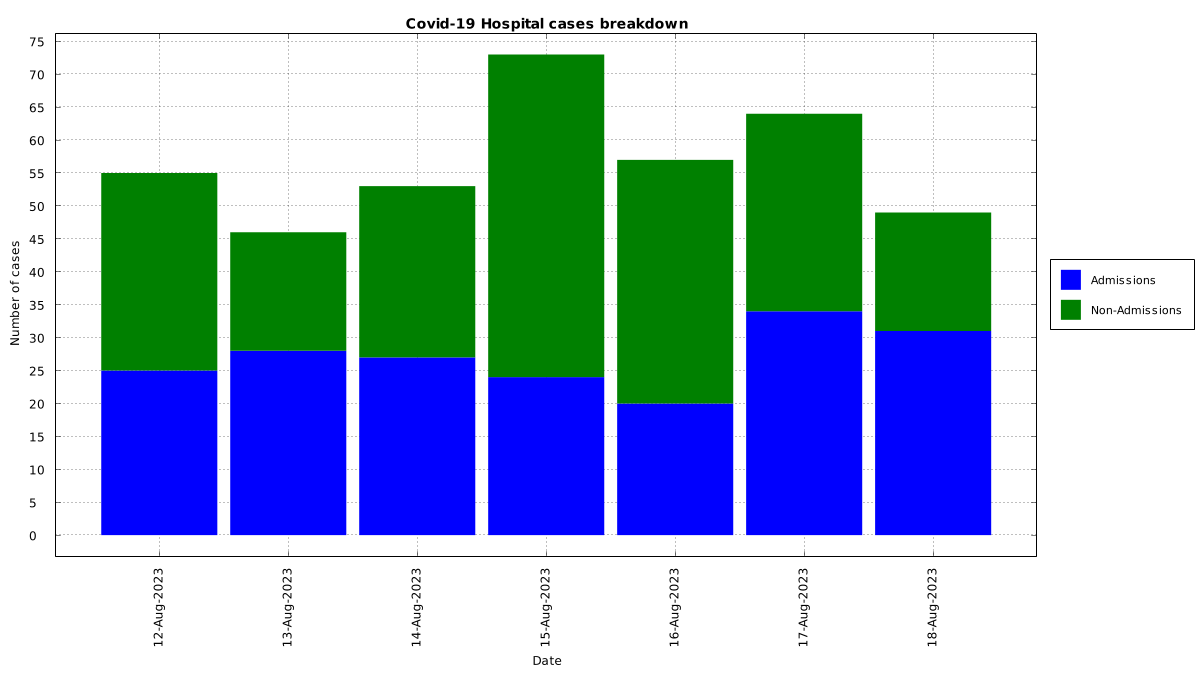 Covid-19 Hospital cases breakdown
75
70
65
60
55
50
45
40
35
30
25
20
15
10
5
0
Number of cases
12-Aug-2023
13-Aug-2023
14-Aug-2023
15-Aug-2023
16-Aug-2023
17-Aug-2023
18-Aug-2023
Date
Admissions
Non-Admissions